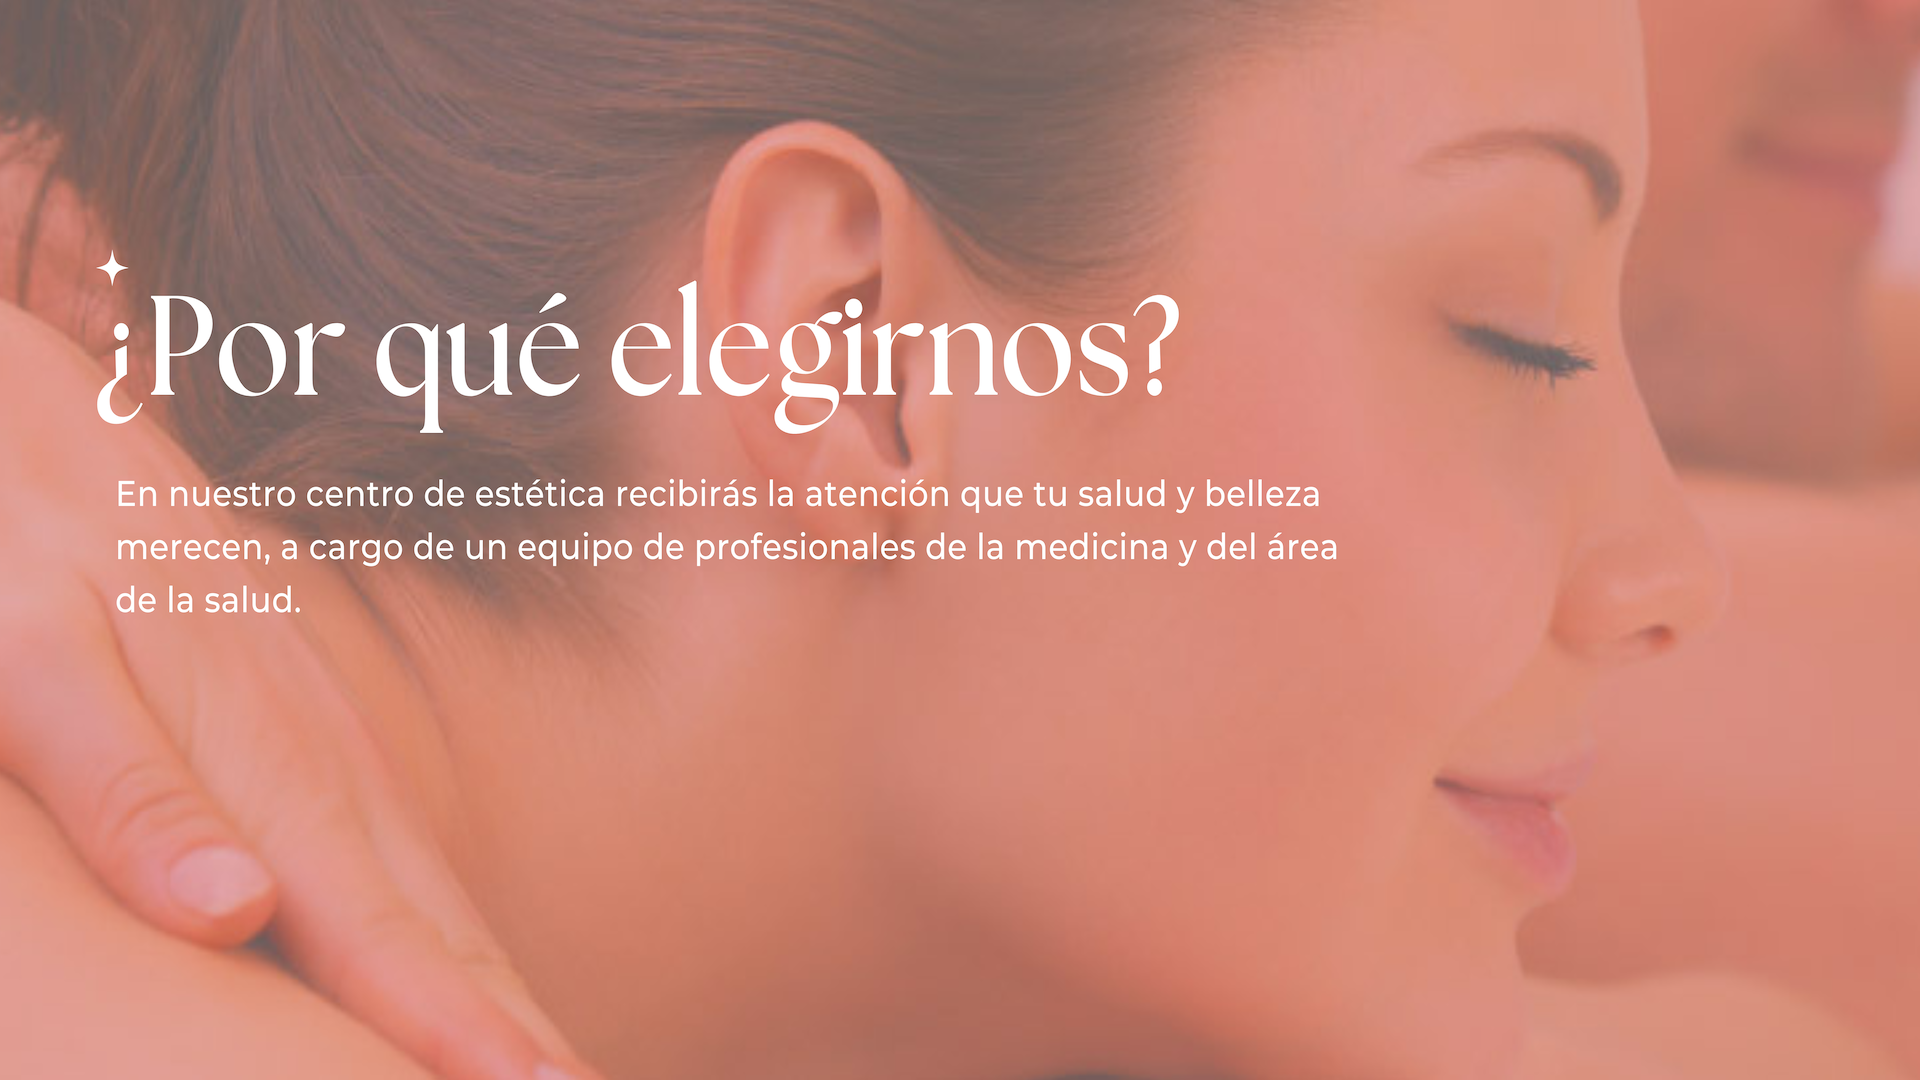 ¿Por qué elegirnos?
En nuestro centro de estética recibirás la atención que tu salud y belleza
merecen, a cargo de un equipo de profesionales de la medicina y del área
de la salud.